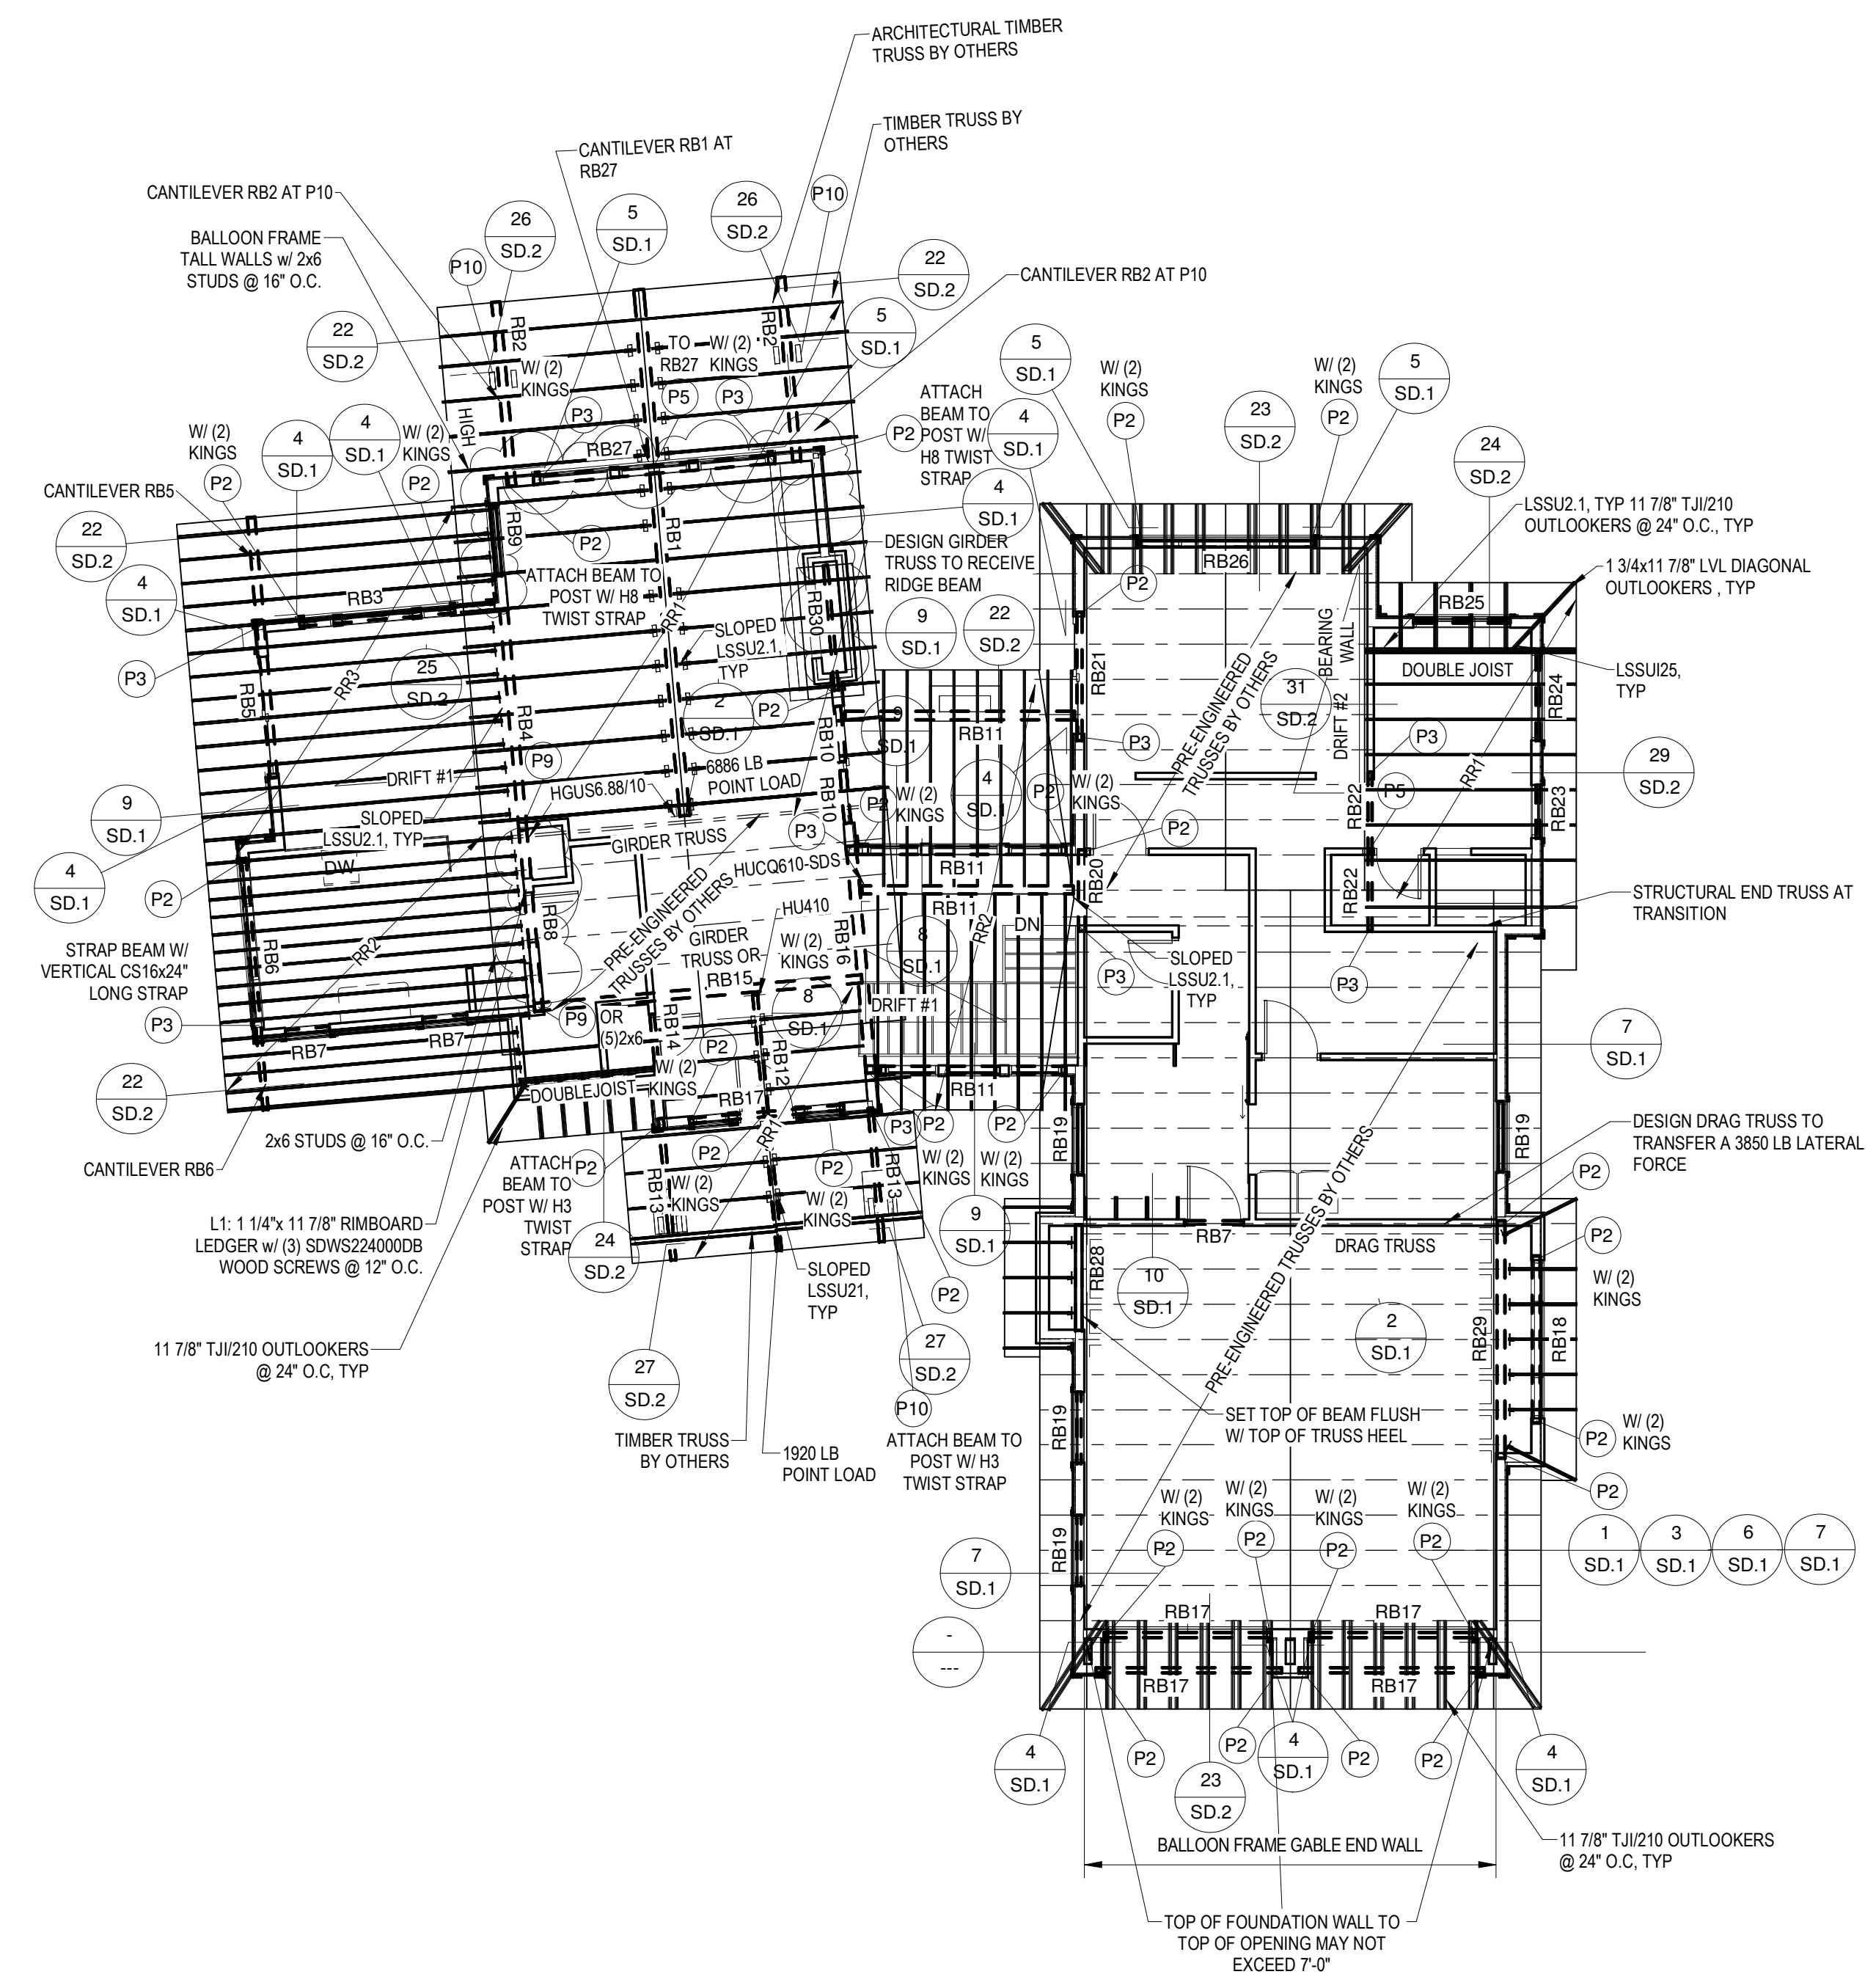 ARCHITECTURAL TIMBER
TRUSS BY OTHERS
TIMBER TRUSS BY
OTHERS
CANTILEVER RB1 AT
RB27
CANTILEVER RB2 AT P10
26
SD.2
5
SD.1
26
SD.2
P10
BALLOON FRAME
TALL WALLS w/ 2x6
STUDS @ 16" O.C.
P10
22
SD.2
CANTILEVER RB2 AT P10
22
SD.2
RB2
RB2
5
SD.1
TO
RB27
W/ (2)
KINGS
W/ (2)
KINGS
P5
P3
P3
HIGH
5
SD.1
W/ (2)
KINGS
P2
W/ (2)
KINGS
P2
5
SD.1
23
SD.2
24
SD.2
ATTACH
BEAM TO
POST W/
H8 TWIST
STRAP
P2
4
SD.1
4
SD.1
W/ (2)
KINGS
P2
4
SD.1
4
SD.1
W/ (2)
KINGS
P2
RB27
CANTILEVER RB5
22
SD.2
RB9
RB1
P2
LSSU2.1, TYP 11 7/8" TJI/210
OUTLOOKERS @ 24" O.C., TYP
DESIGN GIRDER
TRUSS TO RECEIVE
RIDGE BEAM
RB26
P2
1 3/4x11 7/8" LVL DIAGONAL
OUTLOOKERS , TYP
4
SD.1
RB3
ATTACH BEAM TO
POST W/ H8
TWIST STRAP
RR1
RB30
9
SD.1
22
SD.2
RB25
SLOPED
LSSU2.1,
TYP
P3
RB5
RR3
25
SD.2
RB4
2
SD.1
P2
RB10
9
SD.1
RB11
RB21
P3
PRE-ENGINEERED
TRUSSES BY OTHERS
31
SD.2
BEARING
WALL
DRIFT #2
DOUBLE JOIST
LSSUI25,
TYP
RB24
P3
RR1
29
SD.2
P9
DRIFT #1
HGUS6.88/10
6886 LB
POINT LOAD
RB10
P2
W/ (2)
KINGS
4
SD.1
P2
W/ (2)
KINGS
P5
RB22
RB23
9
SD.1
SLOPED
LSSU2.1, TYP
GIRDER TRUSS
P3
P2
DW
4
SD.1
P2
HUCQ610-SDS
RB11
RB20
RB22
STRUCTURAL END TRUSS AT
TRANSITION
HU410
RB11
DN
RB8
PRE-ENGINEERED
TRUSSES BY OTHERS
GIRDER
TRUSS OR
RB15
W/ (2)
KINGS
RB16
8
SD.1
RR2
SLOPED
LSSU2.1,
TYP
P3
P3
STRAP BEAM W/
VERTICAL CS16x24"
LONG STRAP
RB6
RR2
P3
RB7
RB7
P9
OR
(5)2x6
RB14
P2
8
SD.1
DRIFT #1
7
SD.1
22
SD.2
DOUBLEJOIST
W/ (2)
KINGS
RB12
RB17
RB11
RB19
RB19
DESIGN DRAG TRUSS TO
TRANSFER A 3850 LB LATERAL
FORCE
2x6 STUDS @ 16" O.C.
CANTILEVER RB6
P3
P2
P2
ATTACH
BEAM TO
POST W/ H3
TWIST
STRAP
P2
P2
RR1
P2
W/ (2)
KINGS
W/ (2)
KINGS
P2
RB13
W/ (2)
KINGS
W/ (2)
KINGS
RB13
L1: 1 1/4"x 11 7/8" RIMBOARD
LEDGER w/ (3) SDWS224000DB
WOOD SCREWS @ 12" O.C.
24
SD.2
9
SD.1
RB7
DRAG TRUSS
P2
W/ (2)
KINGS
SLOPED
LSSU21,
TYP
P2
RB28
10
SD.1
PRE-ENGINEERED TRUSSES BY OTHERS
2
SD.1
RB29
RB18
11 7/8" TJI/210 OUTLOOKERS
@ 24" O.C, TYP
27
SD.2
27
SD.2
P10
SET TOP OF BEAM FLUSH
W/ TOP OF TRUSS HEEL
P2
W/ (2)
KINGS
TIMBER TRUSS
BY OTHERS
1920 LB
POINT LOAD
ATTACH BEAM TO
POST W/ H3
TWIST STRAP
RB19
P2
W/ (2)
KINGS
W/ (2)
KINGS
W/ (2)
KINGS
W/ (2)
KINGS
P2
P2
P2
P2
1
SD.1
3
SD.1
6
SD.1
7
SD.1
7
SD.1
RB19
RB17
RB17
-
---
RB17
RB17
4
SD.1
P2
P2
4
SD.1
P2
P2
4
SD.1
23
SD.2
BALLOON FRAME GABLE END WALL
11 7/8" TJI/210 OUTLOOKERS
@ 24" O.C, TYP
TOP OF FOUNDATION WALL TO
TOP OF OPENING MAY NOT
EXCEED 7'-0"